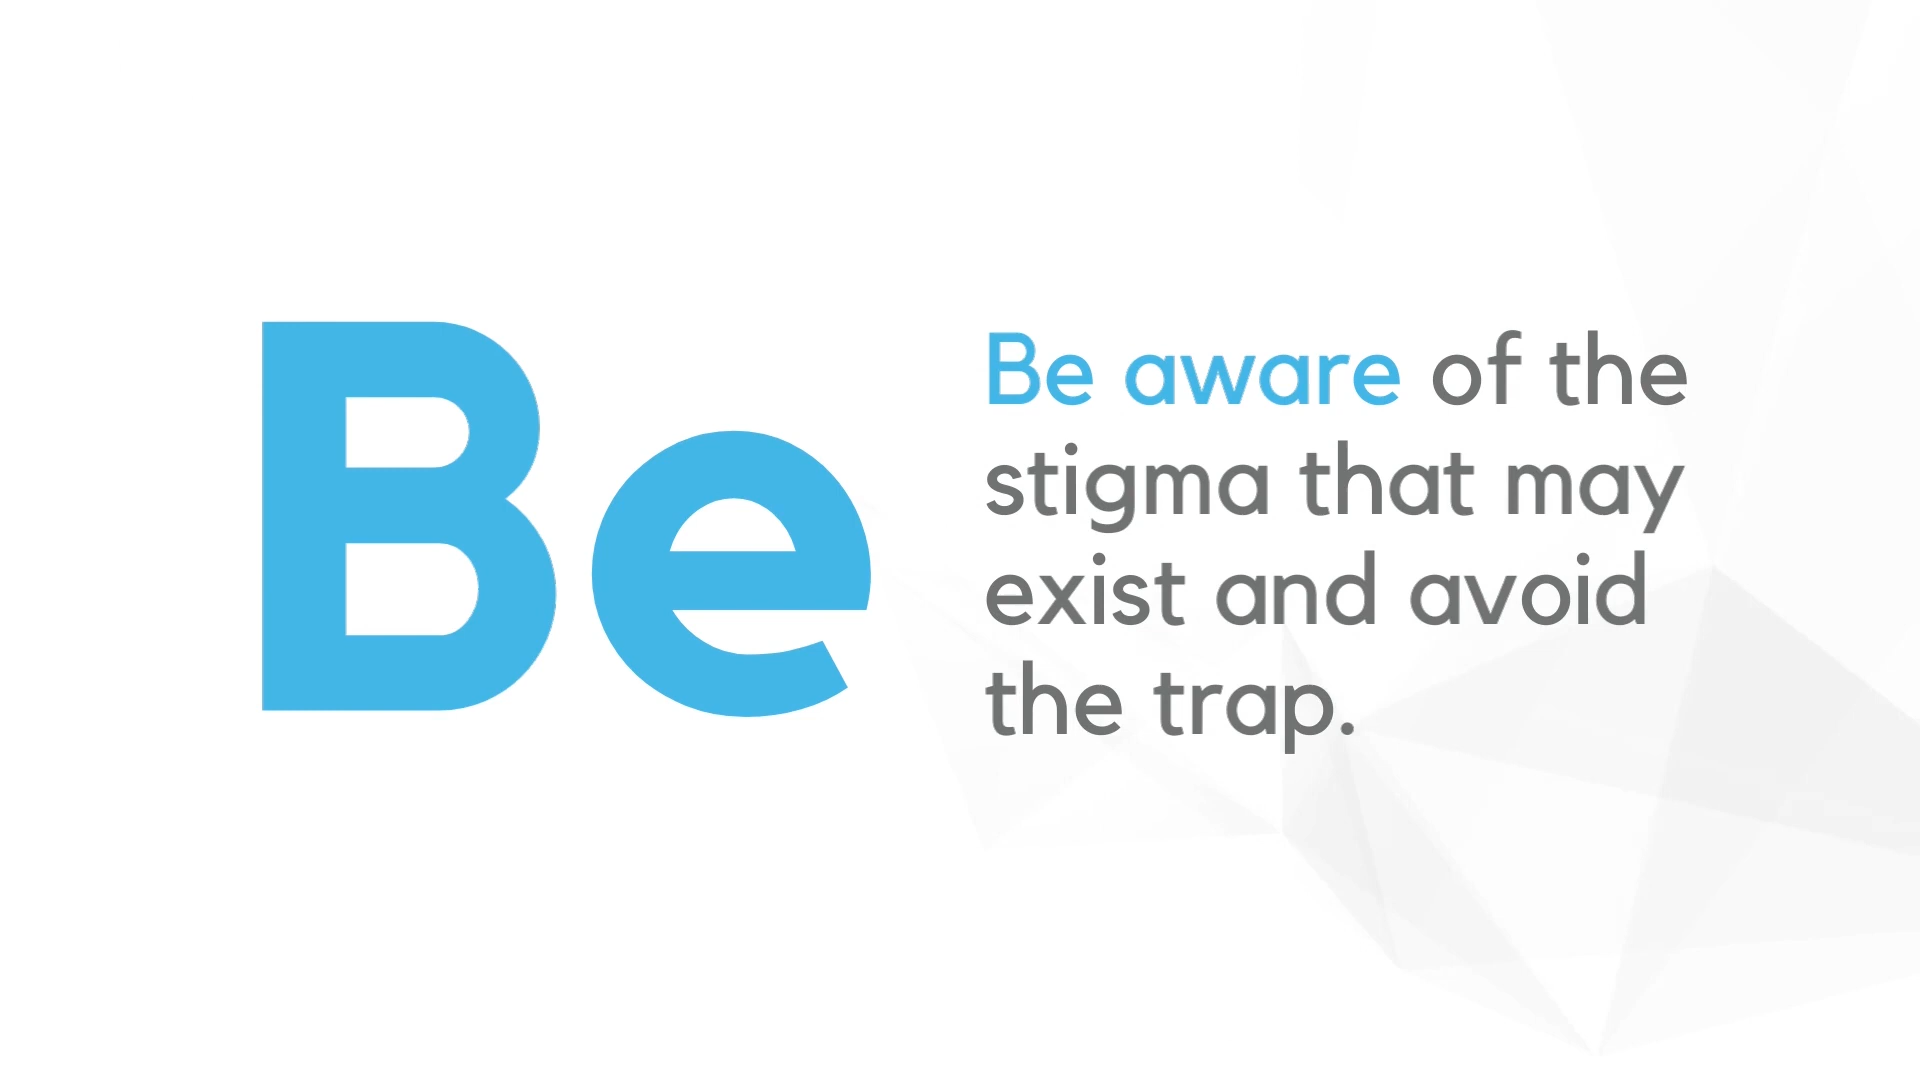 Be
Be aware of the
stigma that may
exist and avoid
the trap.